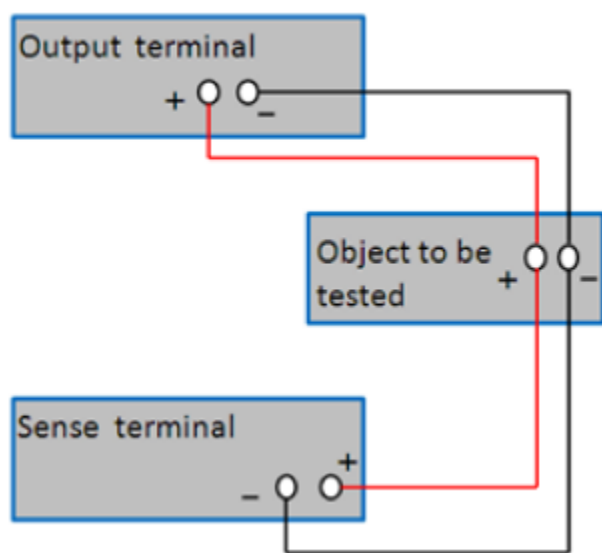 Output terminal
+
−
Object to be
tested
+
−
Sense terminal
−
+